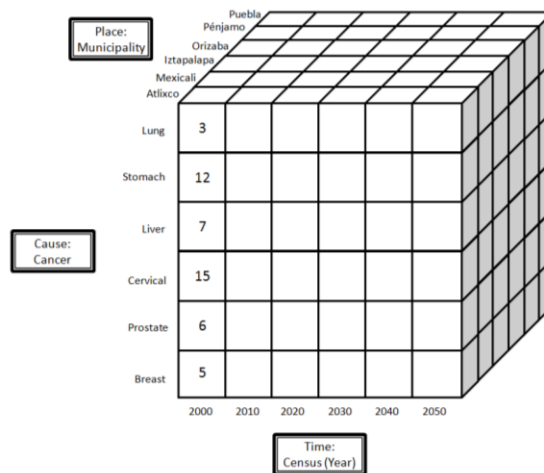 Place:
Municipality
Puebla
Pénjamo
Orizaba
Iztapalapa
Mexicali
Atlixco
Lung 3
Stomach 12
Liver 7
Cause:
Cancer
Cervical 15
Prostate 6
Breast 5
2000 2010 2020 2030 2040 2050
Time:
Census (Year)